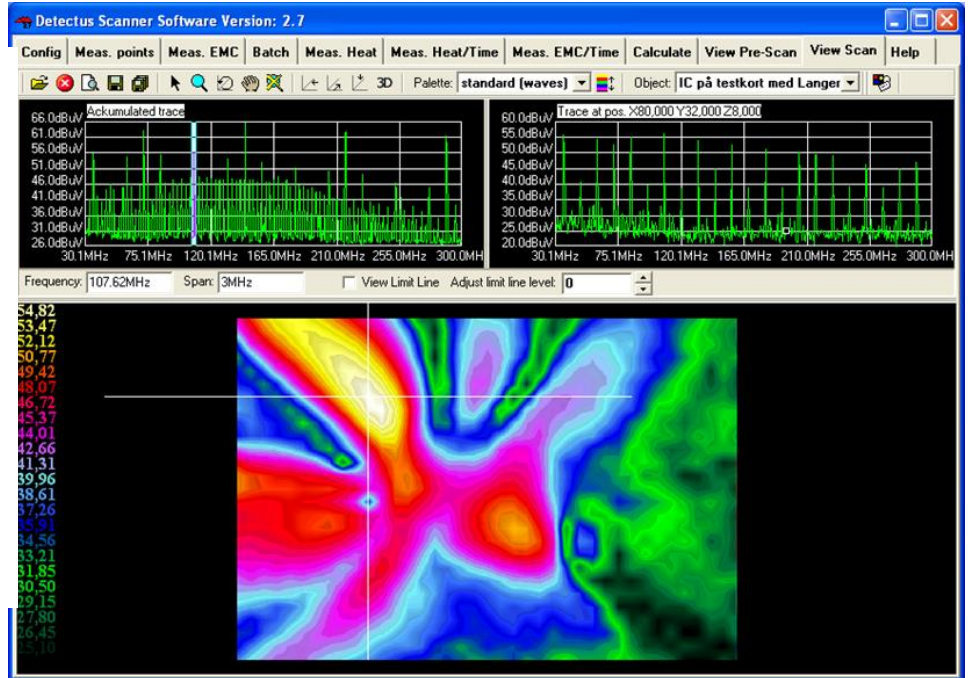 Detectus Scanner Software Version: 2.7
Config Meas. points Meas. EMC Batch Meas. Heat Meas. Heat/Time Meas. EMC/Time Calculate View Pre-Scan View Scan Help
3D Palette: standard (waves) Object: IC på testkort med Langer
Ackumulated trace
66.0dBuV
61.0dBuV
56.0dBuV
51.0dBuV
46.0dBuV
41.0dBuV
36.0dBuV
31.0dBuV
26.0dBuV
30.1MHz 75.1MHz 120.1MHz 165.0MHz 210.0MHz 255.0MHz 300.0MH
Trace at pos. X80,000 Y32,000 Z8,000
60.0dBuV
55.0dBuV
50.0dBuV
45.0dBuV
40.0dBuV
35.0dBuV
30.0dBuV
25.0dBuV
20.0dBuV
30.1MHz 75.1MHz 120.1MHz 165.0MHz 210.0MHz 255.0MHz 300.0MH
Frequency: 107.62MHz Span: 3MHz View Limit Line Adjust limit line level: 0
54,82
53,47
52,12
50,77
49,42
48,07
46,72
45,37
44,01
42,66
41,31
39,96
38,61
37,26
35,91
34,56
33,21
31,85
30,50
29,15
27,80
26,45
25,10